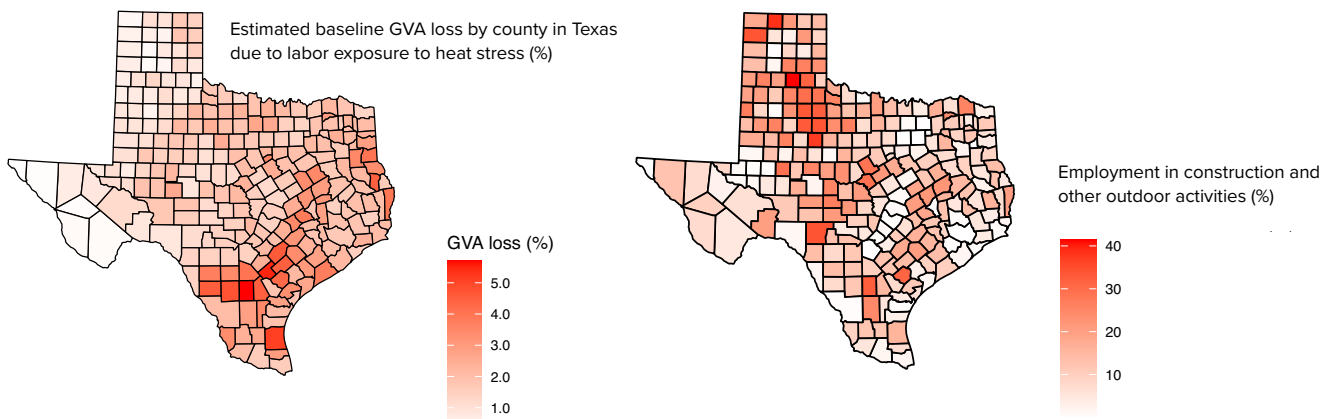 Estimated baseline GVA loss by county in Texas
due to labor exposure to heat stress (%)
GVA loss (%)
5.0
4.0
3.0
2.0
1.0
Employment in construction and
other outdoor activities (%)
40
30
20
10